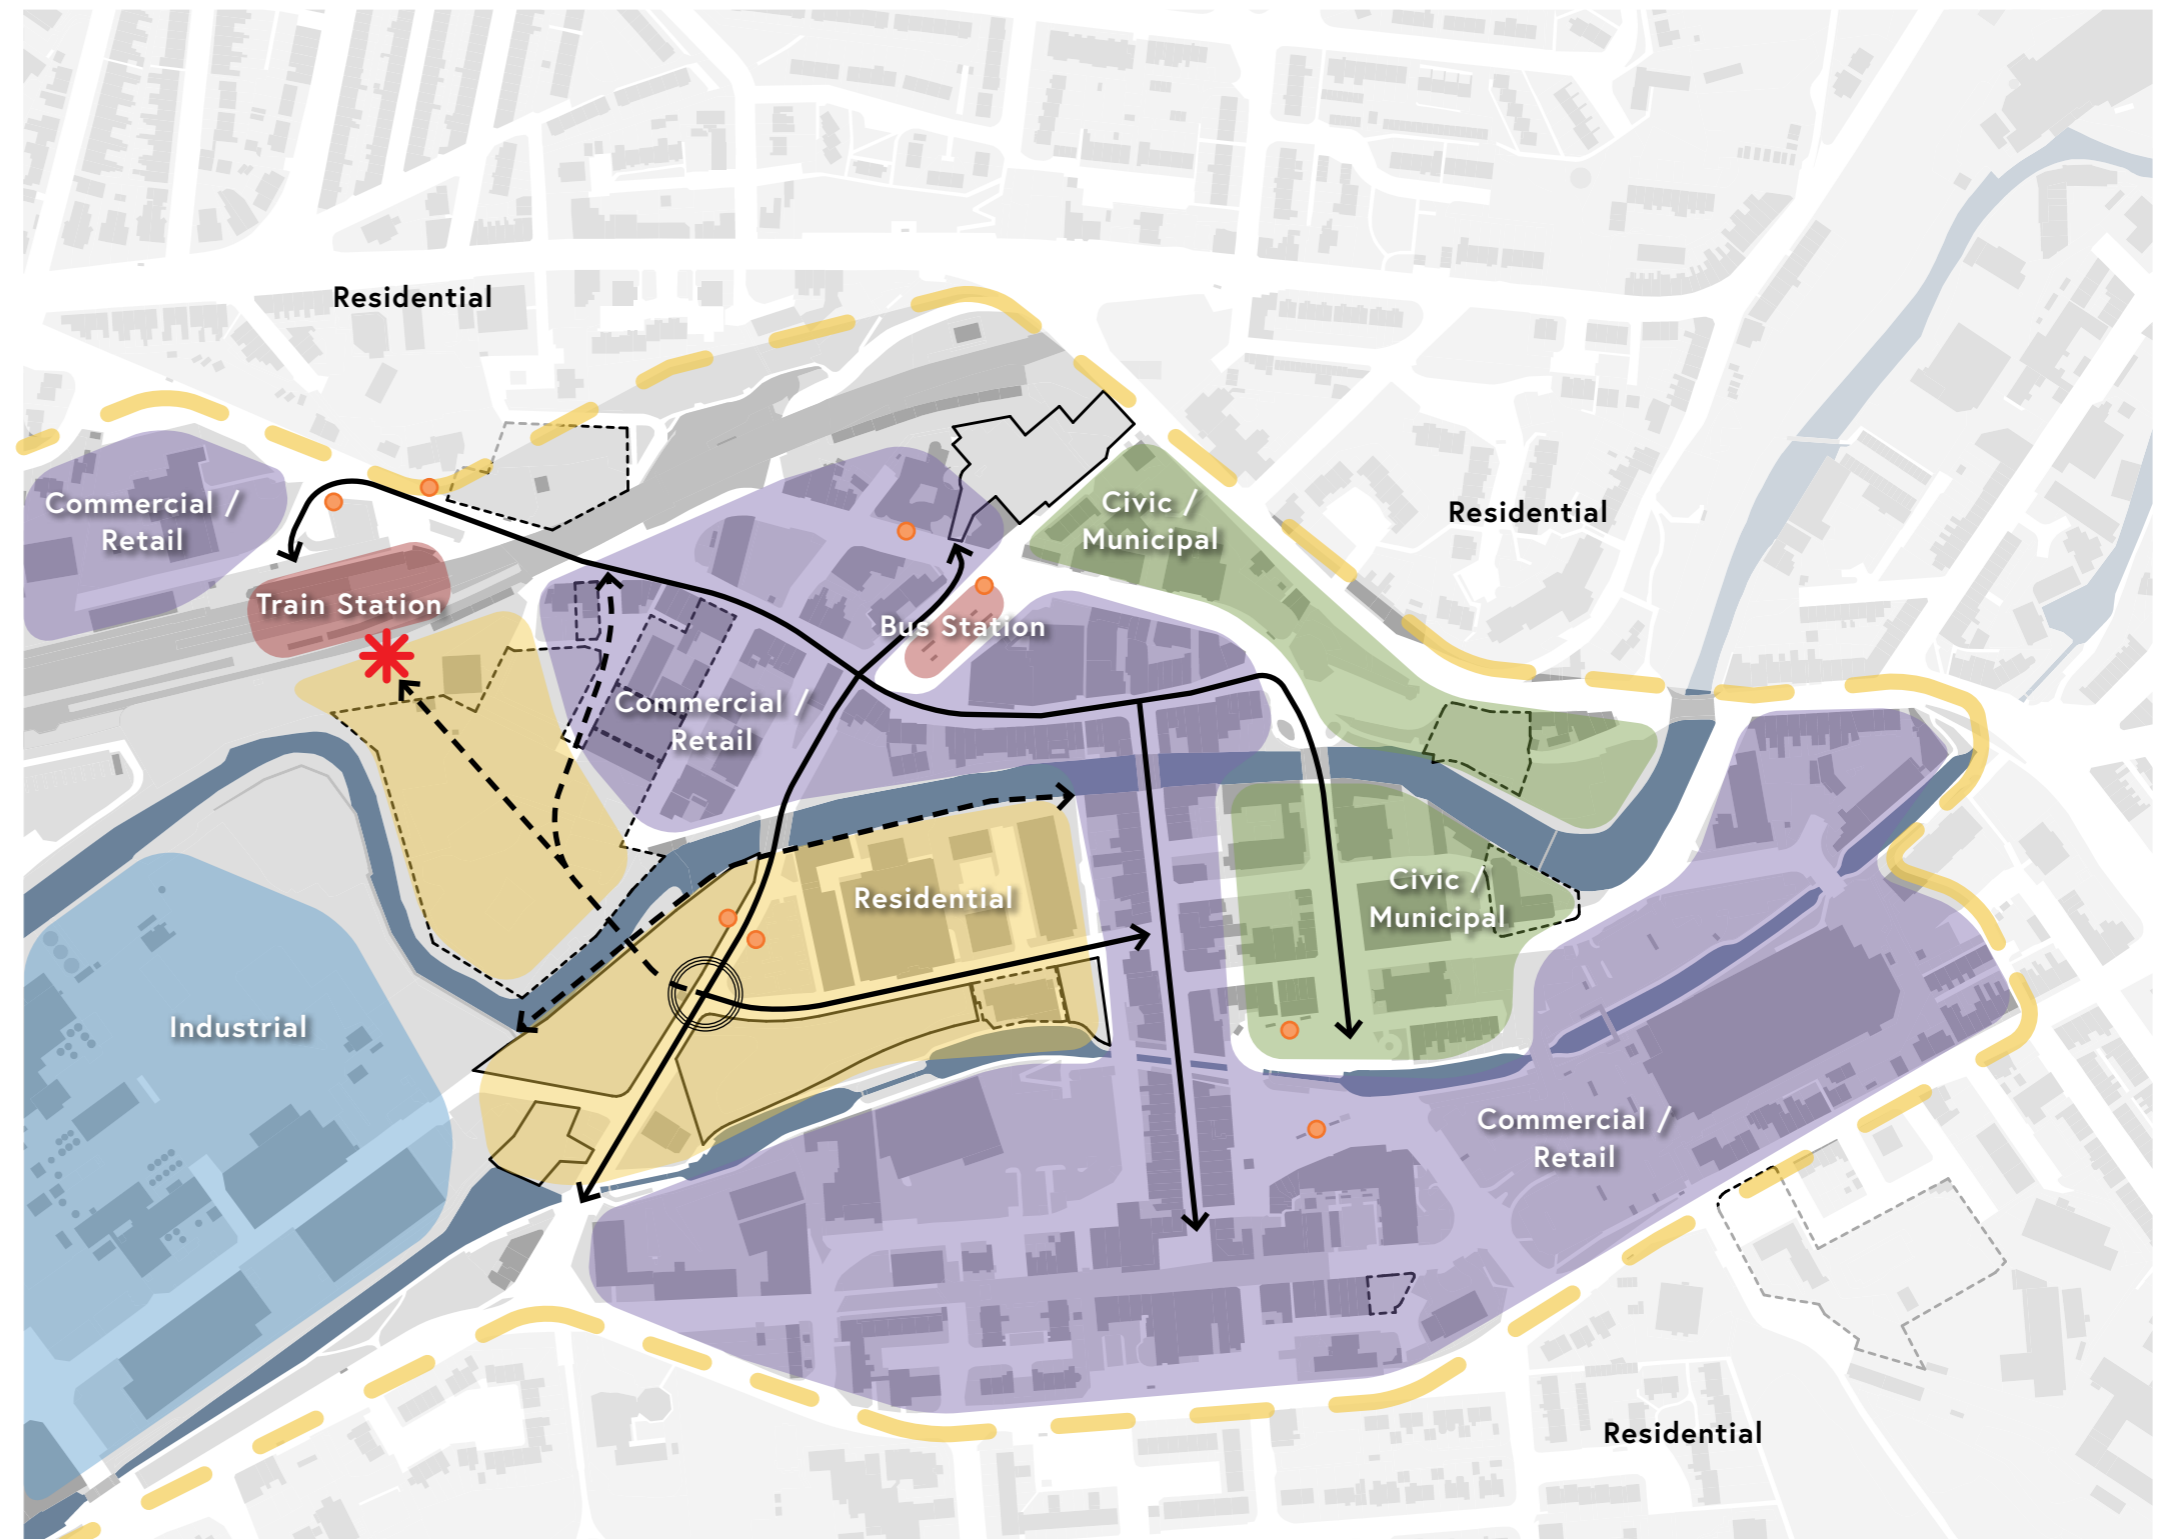 Residential
Commercial /
Retail
Civic /
Municipal
Residential
Train Station
Bus Station
Commercial /
Retail
Residential
Civic /
Municipal
Industrial
Commercial /
Retail
Residential